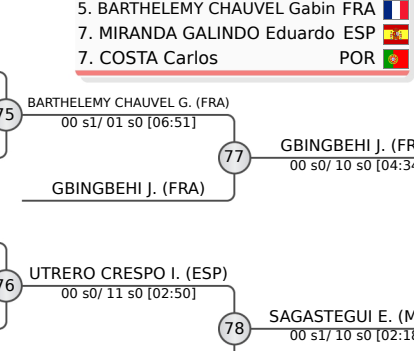 5. BARTHELEMY CHAUVEL Gabin FRA
7. MIRANDA GALINDO Eduardo ESP
7. COSTA Carlos POR
BARTHELEMY CHAUVEL G. (FRA)
75
00 s1/ 01 s0 [06:51]
77
GBINGBEHI J. (FR
00 s0/ 10 s0 [04:34
GBINGBEHI J. (FRA)
UTRERO CRESPO I. (ESP)
76
00 s0/ 11 s0 [02:50]
SAGASTEGUI E. (M
78
00 s1/ 10 s0 [02:18